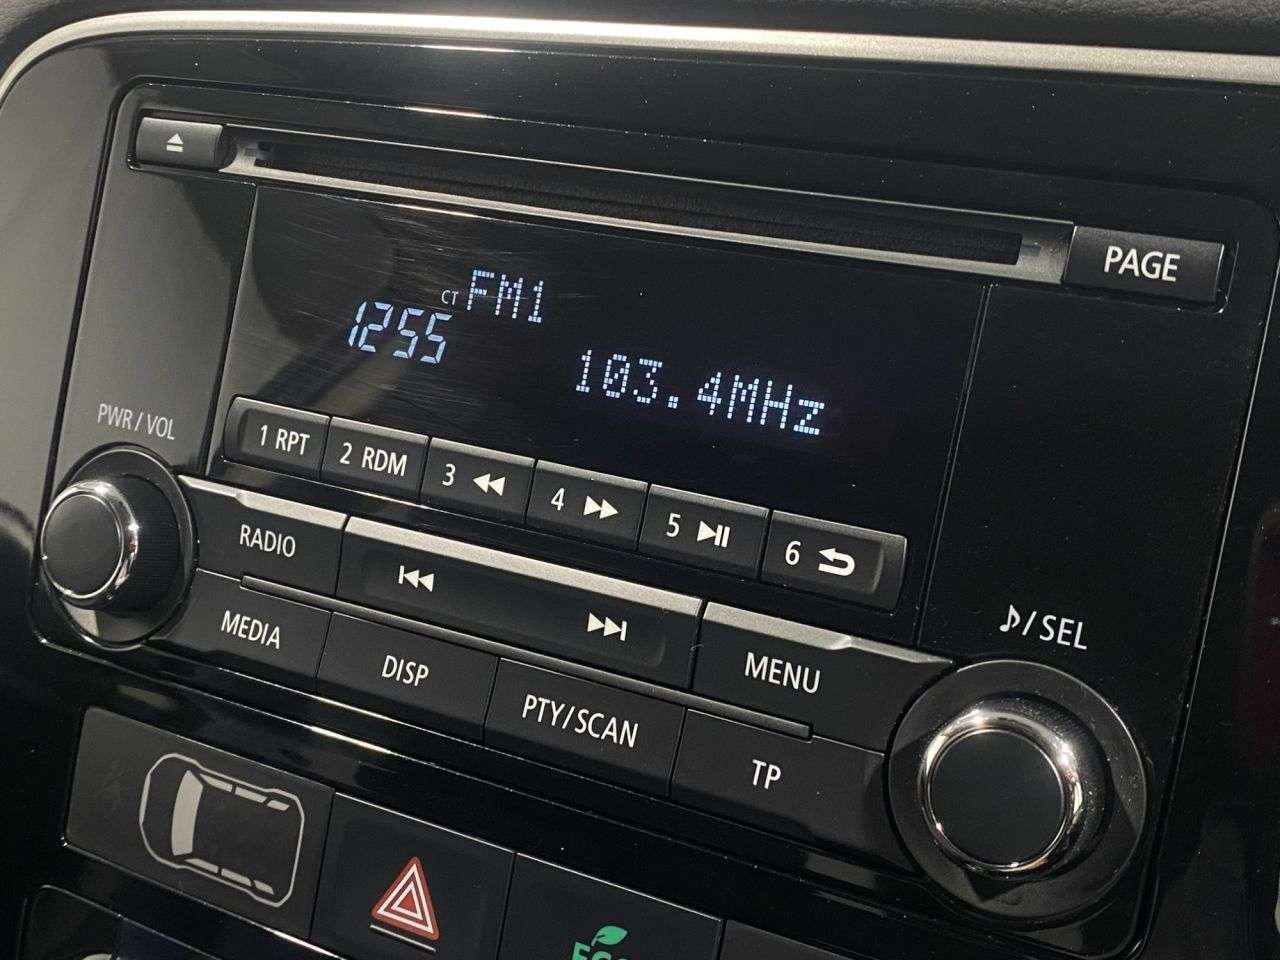 PAGE
CT FM1
1255
103.4MHz
PWR / VOL
1 RPT 2 RDM 3 4 5 6
RADIO
♪/SEL
MENU
MEDIA DISP PTY/SCAN TP